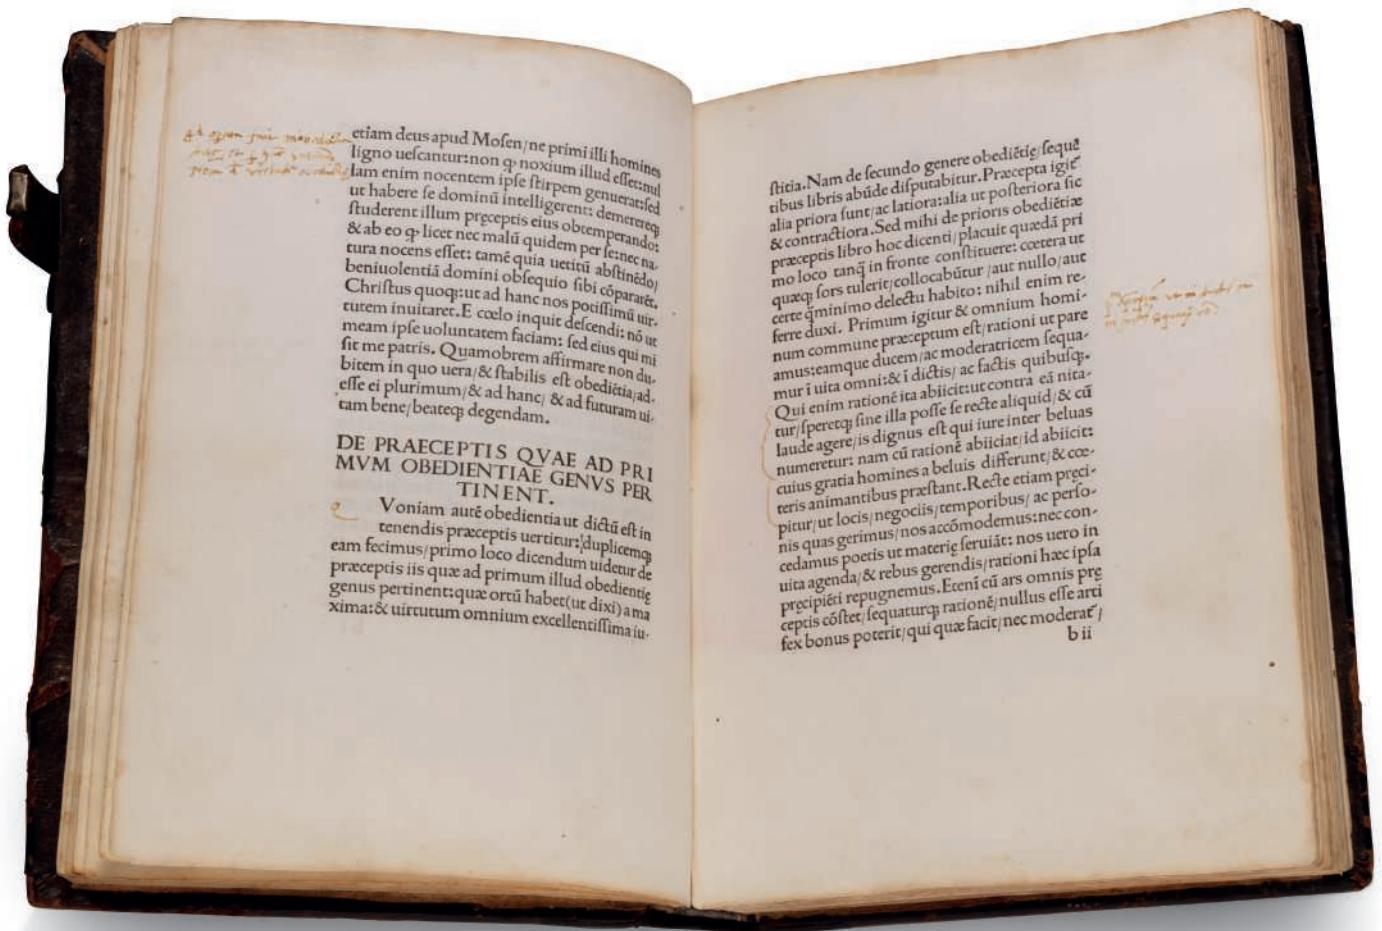 etiam deus apud Mosen/ne primi illi homines
ligno uescantur:non ꝙ noxium illud esset:nul
lam enim nocentem ipse stirpem genuerat:sed
ut habere se dominū intelligerent: demererēꝗ
studerent illum pręceptis eius obtemperando:
& ab eo ꝙ licet nec malū quidem per se:nec na-
tura nocens esset: tamē quia uetitū abstinēdo/
beniuolentiā domini obsequio sibi cōpararēt.
Christus quoqꝫ:ut ad hanc nos potissimū uir-
tutem inuitaret. E cœlo inquit descendi: nō ut
meam ipse uoluntatem faciam: sed eius qui mi
sit me patris. Quamobrem affirmare non du-
bitem in quo uera/& stabilis est obediētia/ad-
esse ei plurimum/& ad hanc/ & ad futuram ui-
tam bene/beateqꝫ degendam.
DE PRAECEPTIS QVAE AD PRI
MVM OBEDIENTIAE GENVS PER
TINENT.
Voniam autē obedientia ut dictū est in
tenendis præceptis uertitur:duplicemqꝫ
eam fecimus/primo loco dicendum uidetur de
præceptis iis quæ ad primum illud obedientię
genus pertinent:quæ ortū habet(ut dixi)a ma
xima:& uirtutum omnium excellentissima iu-
stitia. Nam de secundo genere obediētię/sequē
tibus libris abūde disputabitur. Præcepta igit᷑
alia priora sunt/ac latiora:alia ut posteriora sic
& contractiora. Sed mihi de prioris obediētiæ
præceptis libro hoc dicenti/placuit quædā pri
mo loco tanq̄ in fronte constituere: cœtera ut
quæqꝫ sors tulerit/collocabūtur/aut nullo/aut
certe q̄minimo delectu habito: nihil enim re-
ferre duxi. Primum igitur & omnium homi-
num commune præceptum est/rationi ut pare
amus:eamque ducem/ac moderatricem sequa-
mur ī uita omni:& ī dictis/ ac factis quibusqꝫ.
Qui enim rationē ita abiicit:ut contra eā nita-
tur/speretqꝫ sine illa posse se recte aliquid/& cū
laude agere/is dignus est qui iure inter beluas
numeretur: nam cū rationē abiiciat/id abiicit:
cuius gratia homines a beluis differunt/& cœ-
teris animantibus præstant. Recte etiam pręci-
pitur/ut locis/negociis/temporibus/ ac perso-
nis quas gerimus/nos accōmodemus:nec con-
cedamus poetis ut materię seruiāt: nos uero in
uita agenda/& rebus gerendis/rationi hæc ipsa
pręcipiēti repugnemus. Etenī cū ars omnis prę
ceptis cōstet/sequaturqꝫ rationē/nullus esse arti
fex bonus poterit/qui quæ facit/nec moderat᷑/
b ii